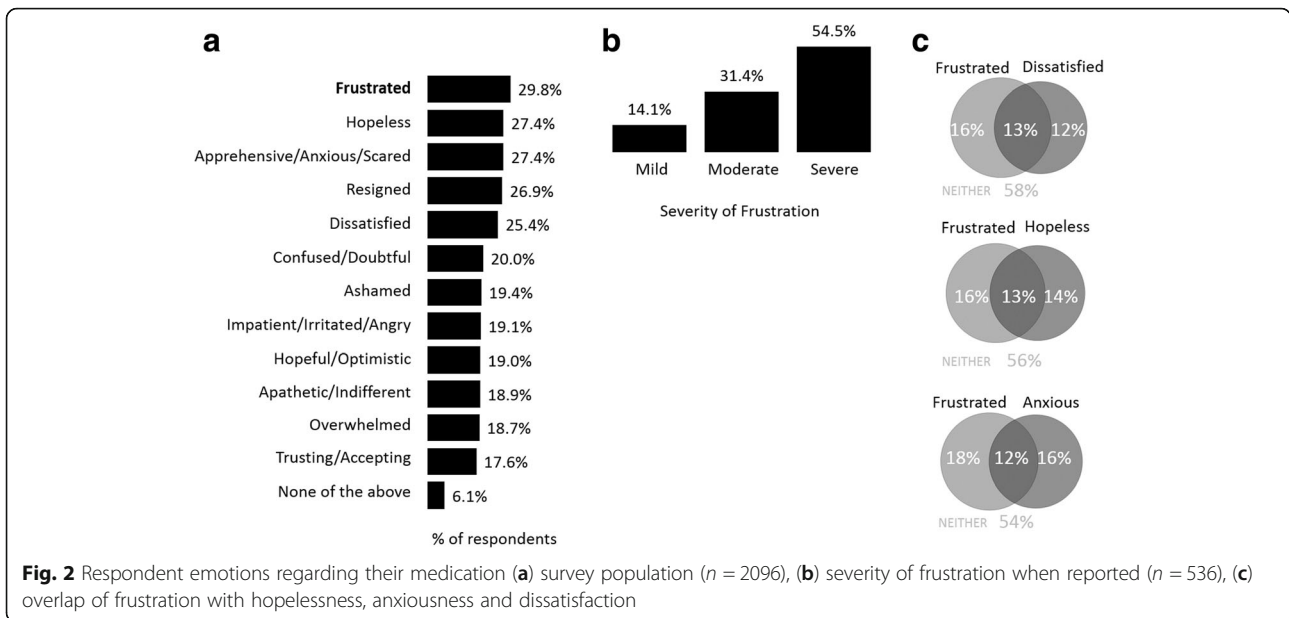 a
Frustrated 29.8%
Hopeless 27.4%
Apprehensive/Anxious/Scared 27.4%
Resigned 26.9%
Dissatisfied 25.4%
Confused/Doubtful 20.0%
Ashamed 19.4%
Impatient/Irritated/Angry 19.1%
Hopeful/Optimistic 19.0%
Apathetic/Indifferent 18.9%
Overwhelmed 18.7%
Trusting/Accepting 17.6%
None of the above 6.1%
% of respondents
b
54.5%
31.4%
14.1%
Mild Moderate Severe
Severity of Frustration
c
Frustrated Dissatisfied
16% 13% 12%
NEITHER 58%
Frustrated Hopeless
16% 13% 14%
NEITHER 56%
Frustrated Anxious
18% 12% 16%
NEITHER 54%
Fig. 2 Respondent emotions regarding their medication (a) survey population (n = 2096), (b) severity of frustration when reported (n = 536), (c)
overlap of frustration with hopelessness, anxiousness and dissatisfaction